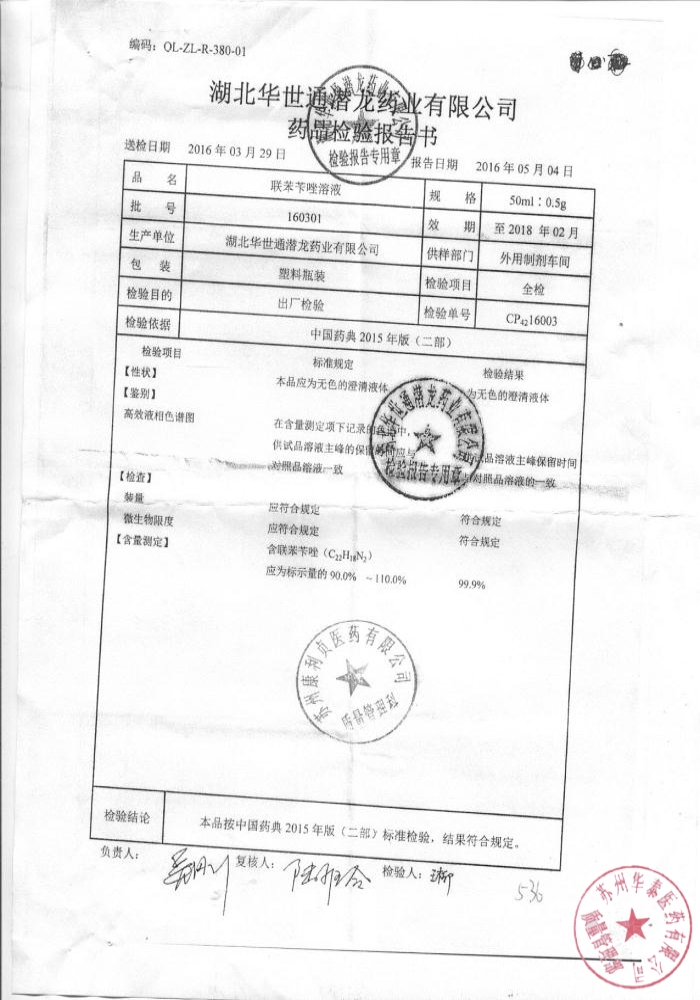 编码：QL-ZL-R-380-01
湖北华世通潜龙药业有限公司
药品检验报告书
检验报告专用章
送检日期 2016 年 03 月 29 日 报告日期 2016 年 05 月 04 日
品 名 联苯苄唑溶液 规 格 50ml：0.5g
批 号 160301 效 期 至 2018 年 02 月
生产单位 湖北华世通潜龙药业有限公司 供样部门 外用制剂车间
包 装 塑料瓶装 检验项目 全检
检验目的 出厂检验 检验单号 CP4216003
检验依据 中国药典 2015 年版（二部）
检验项目 标准规定 检验结果
【性状】 本品应为无色的澄清液体 为无色的澄清液体
【鉴别】
高效液相色谱图 在含量测定项下记录的色 中，
供试品溶液主峰的保留 应与 试品溶液主峰保留时间
对照品溶液一致 对照品溶液的一致
湖北华世通潜龙药业有限公司
检验报告专用章
【检查】
装量 应符合规定 符合规定
微生物限度 应符合规定 符合规定
【含量测定】 含联苯苄唑（C22H18N2）
应为标示量的 90.0% ~110.0% 99.9%
苏州康利贞医药有限公司
质量管理部
检验结论 本品按中国药典 2015 年版（二部）标准检验，结果符合规定。
负责人： 复核人： 检验人：
536
苏州华泰医药有限公司
质量管理部